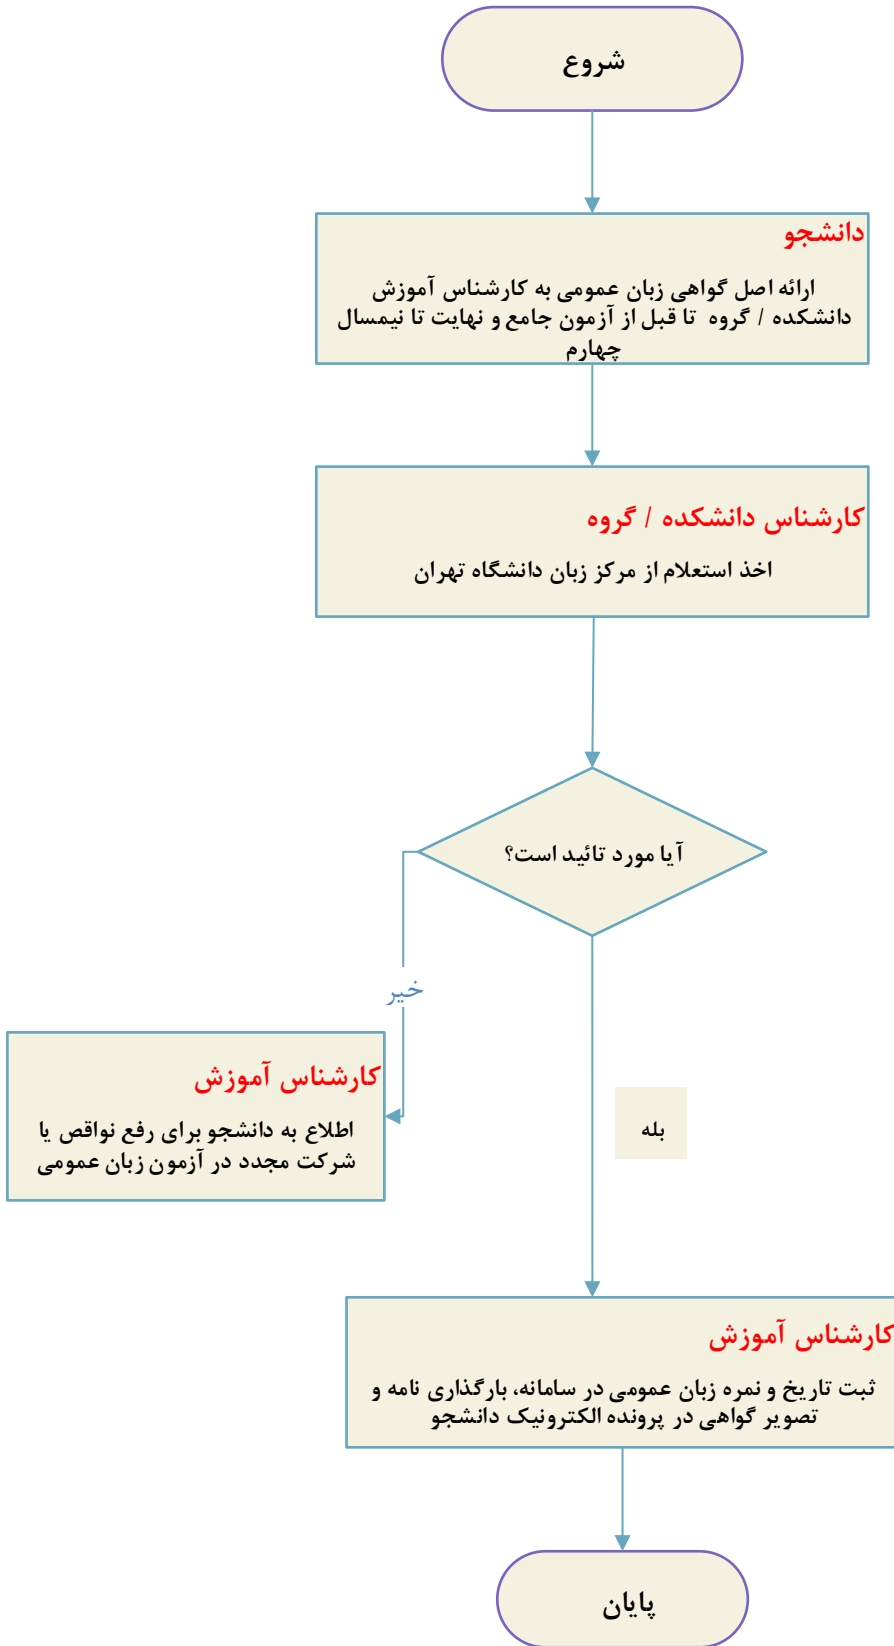 شروع
دانشجو
ارائه اصل گواهی زبان عمومی به کارشناس آموزش
دانشکده / گروه تا قبل از آزمون جامع و نهایت تا نیمسال
چهارم
کارشناس دانشکده / گروه
اخذ استعلام از مرکز زبان دانشگاه تهران
آیا مورد تائید است؟
خیر
کارشناس آموزش
اطلاع به دانشجو برای رفع نواقص یا
شرکت مجدد در آزمون زبان عمومی
بله
کارشناس آموزش
ثبت تاریخ و نمره زبان عمومی در سامانه، بارگذاری نامه و
تصویر گواهی در پرونده الکترونیک دانشجو
پایان